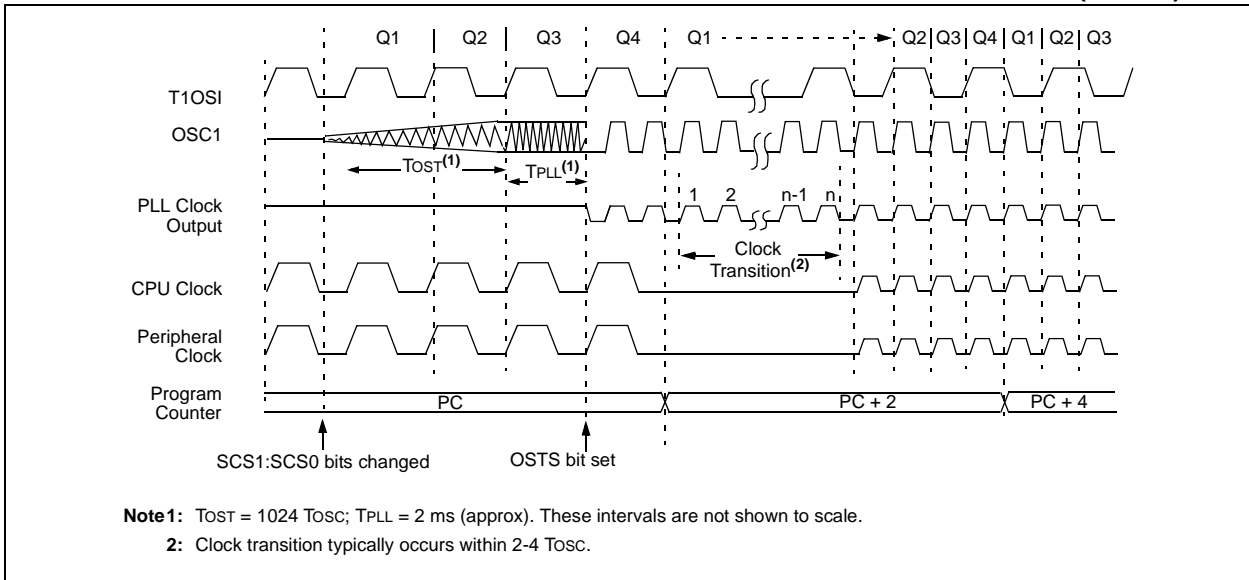 Q1 Q2 Q3 Q4 Q1 Q2 Q3 Q4 Q1 Q2 Q3
T1OSI
OSC1
TOST(1)
TPLL(1)
1 2 n-1 n
PLL Clock
Output
Clock
Transition(2)
CPU Clock
Peripheral
Clock
Program
Counter
PC PC + 2 PC + 4
SCS1:SCS0 bits changed OSTS bit set
Note1: TOST = 1024 TOSC; TPLL = 2 ms (approx). These intervals are not shown to scale.
2: Clock transition typically occurs within 2-4 TOSC.